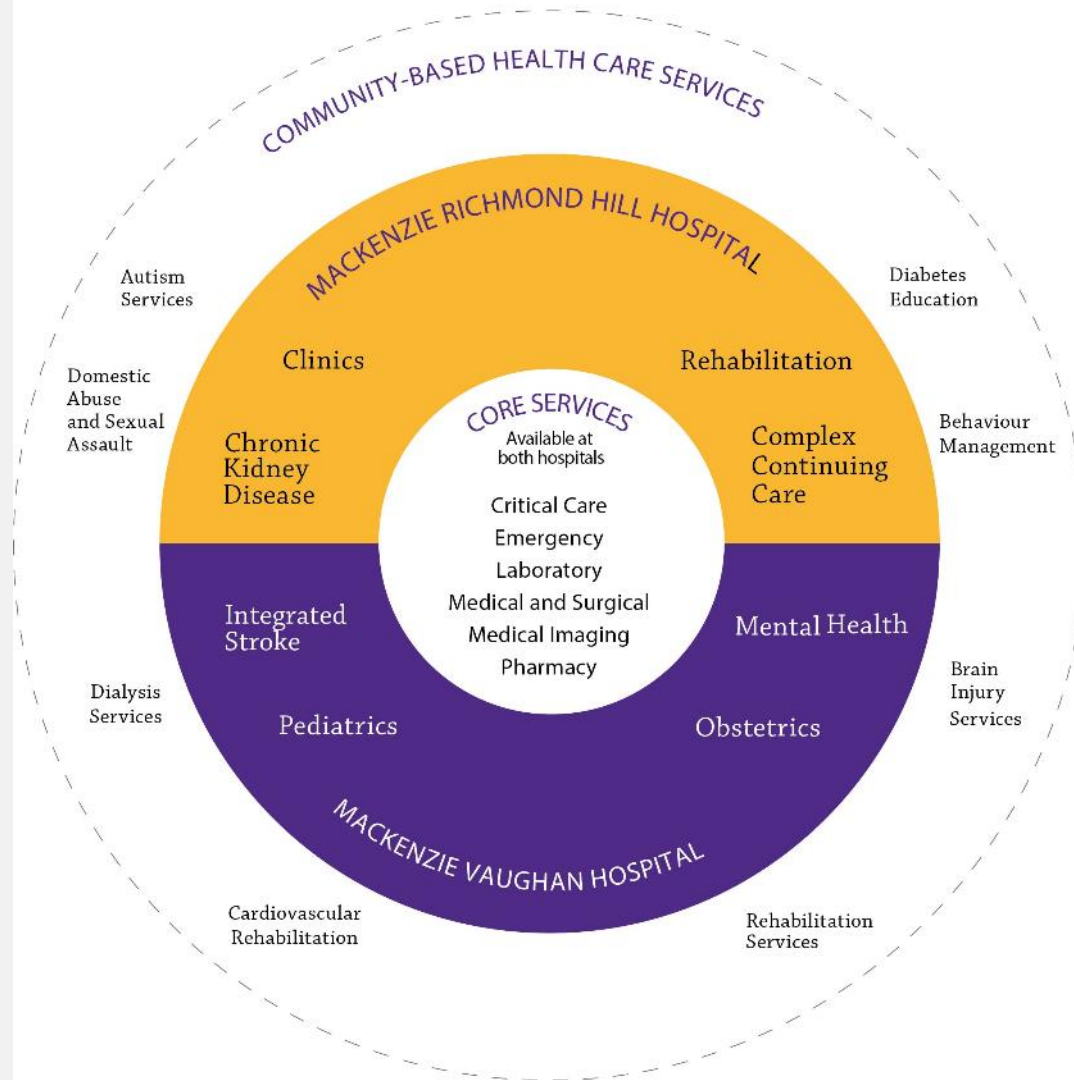 COMMUNITY-BASED HEALTH CARE SERVICES
MACKENZIE RICHMOND HILL HOSPITAL
Autism
Services
Diabetes
Education
Clinics
Rehabilitation
Domestic
Abuse
and Sexual
Assault
Behaviour
Management
Chronic
Kidney
Disease
Complex
Continuing
Care
CORE SERVICES
Available at
both hospitals
Critical Care
Emergency
Laboratory
Medical and Surgical
Medical Imaging
Pharmacy
Integrated
Stroke
Mental Health
Dialysis
Services
Brain
Injury
Services
Pediatrics
Obstetrics
MACKENZIE VAUGHAN HOSPITAL
Cardiovascular
Rehabilitation
Rehabilitation
Services